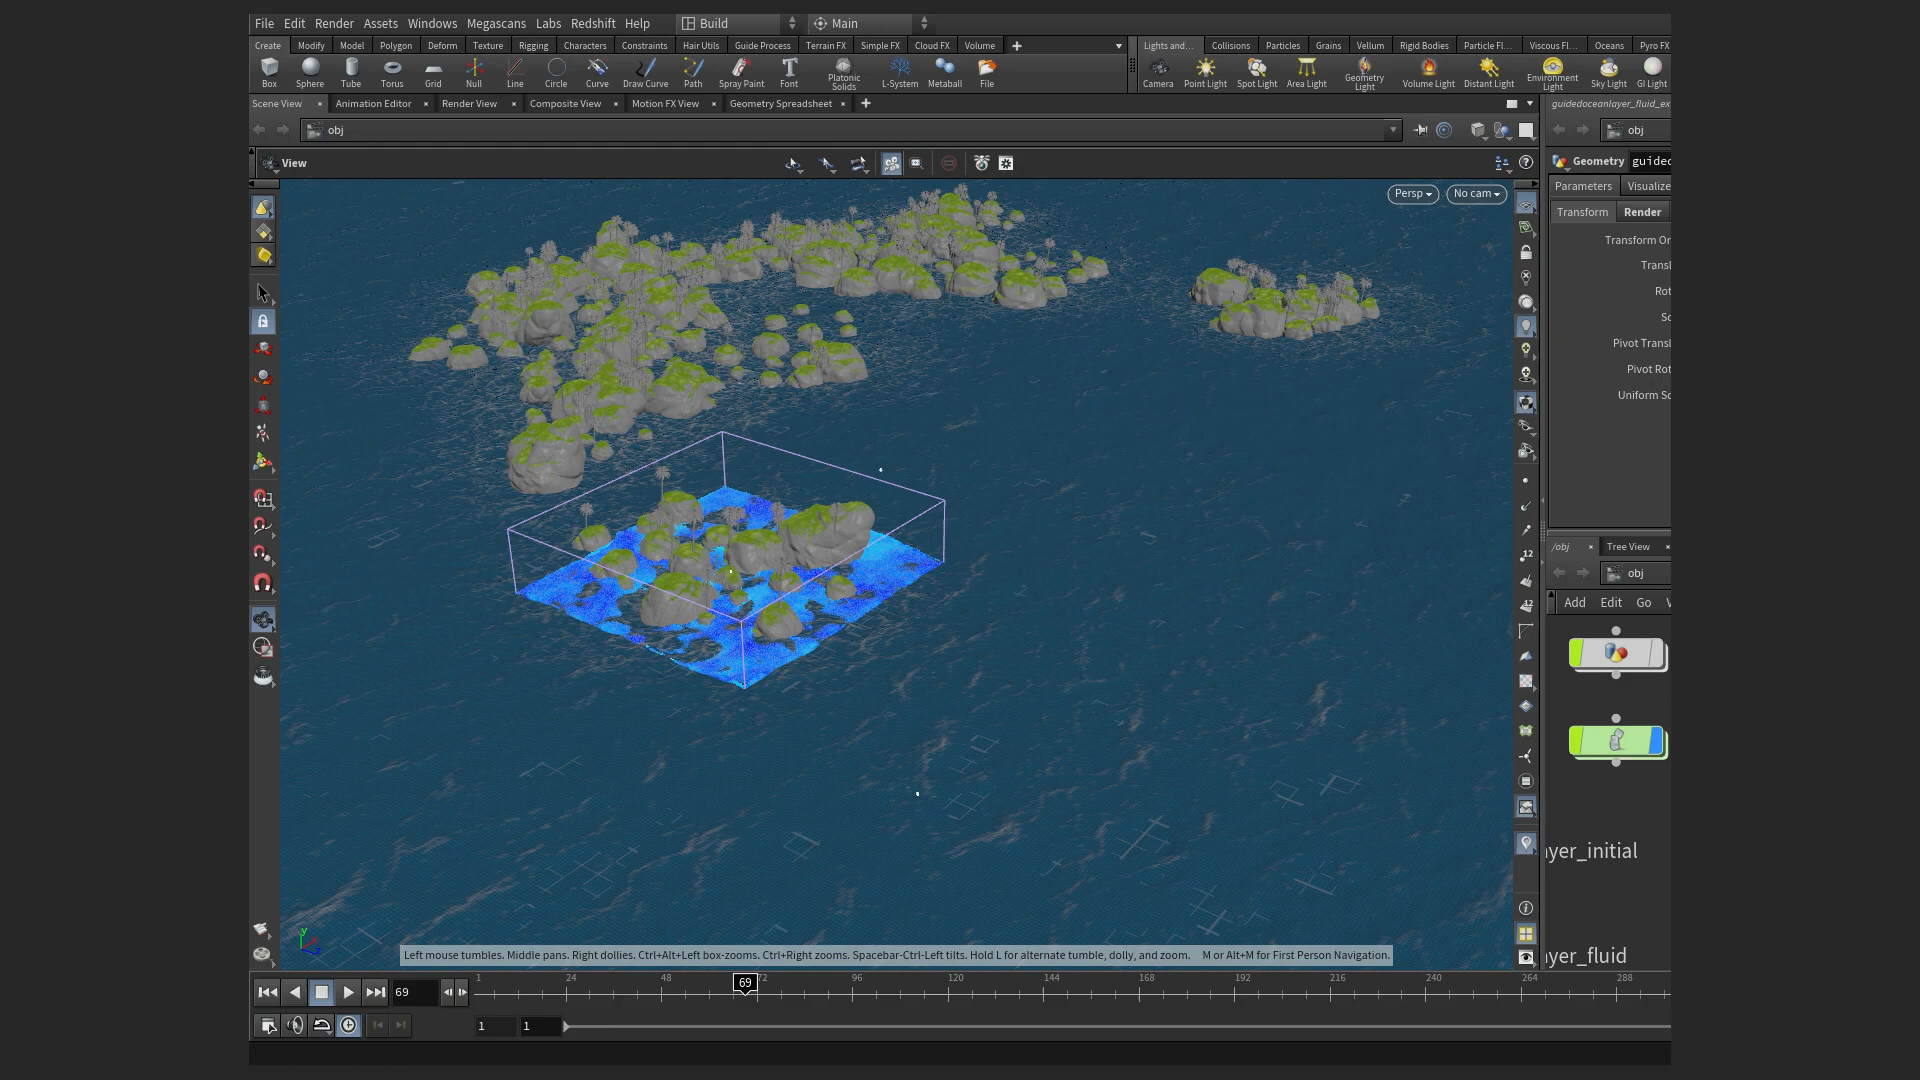 File Edit Render Assets Windows Megascans Labs Redshift Help Build Main
Create Modify Model Polygon Deform Texture Rigging Characters Constraints Hair Utils Guide Process Terrain FX Simple FX Cloud FX Volume
Lights and... Collisions Particles Grains Vellum Rigid Bodies Particle Fl... Viscous Fl... Oceans Pyro FX
Box Sphere Tube Torus Grid Null Line Circle Curve Draw Curve Path Spray Paint Font Platonic Solids L-System Metaball File
Camera Point Light Spot Light Area Light Geometry Light Volume Light Distant Light Environment Light Sky Light GI Light
Scene View Animation Editor Render View Composite View Motion FX View Geometry Spreadsheet
guidedoceanlayer_fluid_ex
obj
obj
View
Geometry guided
Parameters Visualize
Persp No cam
Transform Render
Transform Or
Transl
Rot
Sc
Pivot Transl
Pivot Rot
Uniform Sc
/obj Tree View
12
obj
Add Edit Go
12
yer_initial
yer_fluid
Left mouse tumbles. Middle pans. Right dollies. Ctrl+Alt+Left box-zooms. Ctrl+Right zooms. Spacebar-Ctrl-Left tilts. Hold L for alternate tumble, dolly, and zoom. M or Alt+M for First Person Navigation.
y
1 24 48 72 96 120 144 168 192 216 240 264 288
69 69
1 1